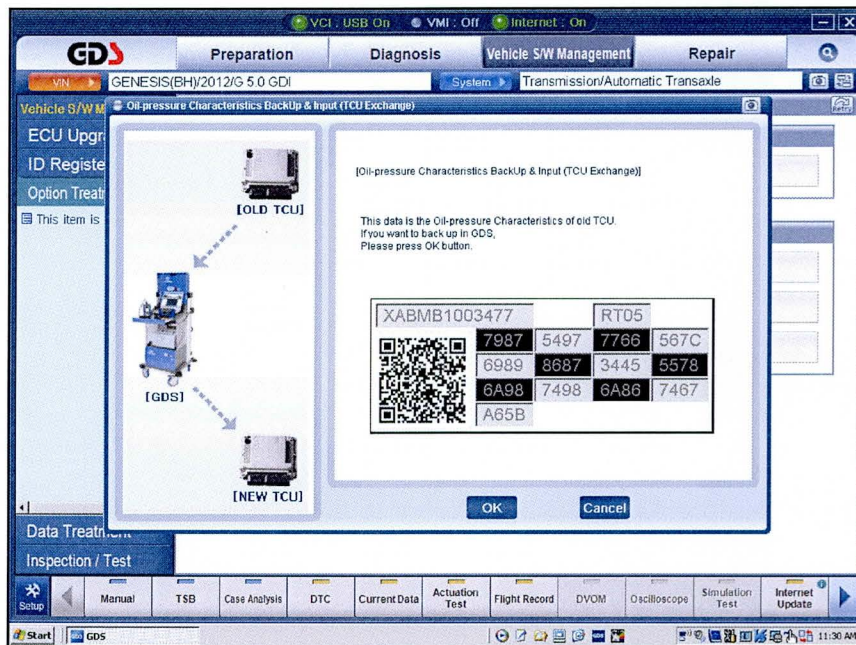 VCI : USB On VMI : Off Internet : On
GDS Preparation Diagnosis Vehicle S/W Management Repair
VIN GENESIS(BH)/2012/G 5.0 GDI System Transmission/Automatic Transaxle
Vehicle S/W M
Oil-pressure Characteristics BackUp & Input (TCU Exchange)
Retry
ECU Upgr
ID Registe
Option Treatm
This item is
[OLD TCU]
[GDS]
[NEW TCU]
[Oil-pressure Characteristics BackUp & Input (TCU Exchange)]
This data is the Oil-pressure Characteristics of old TCU.
If you want to back up in GDS,
Please press OK button.
XABMB1003477 RT05
7987 5497 7766 567C
6989 8687 3445 5578
6A98 7498 6A86 7467
A65B
OK Cancel
Data Treatment
Inspection / Test
Setup Manual TSB Case Analysis DTC Current Data Actuation Test Flight Record DVOM Oscilloscope Simulation Test Internet Update
Start GDS 11:30 AM